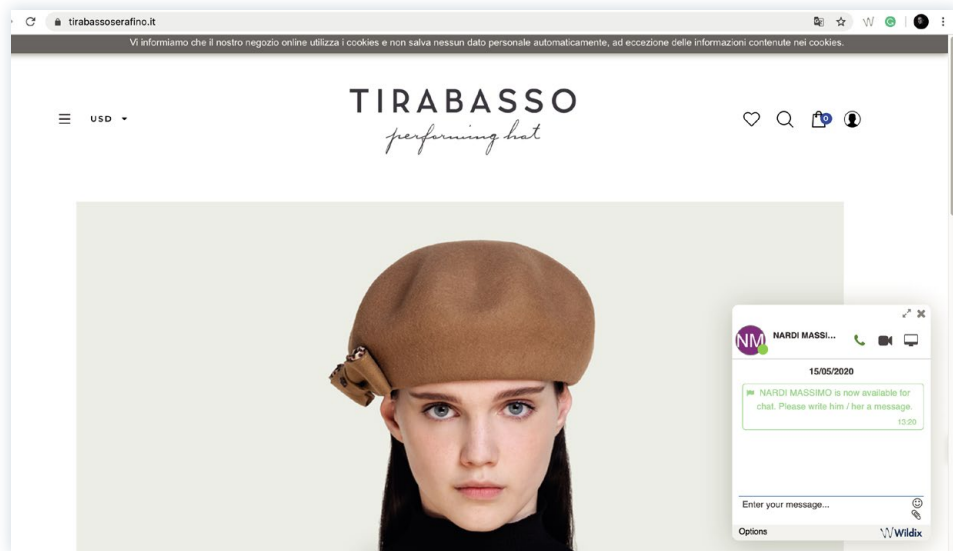 tirabassoserafino.it
Vi informiamo che il nostro negozio online utilizza i cookies e non salva nessun dato personale automaticamente, ad eccezione delle informazioni contenute nei cookies.
USD
TIRABASSO
performing hat
0
NM
NARDI MASSI...
15/05/2020
NARDI MASSIMO is now available for
chat. Please write him / her a message.
13:20
Enter your message...
Options
Wildix